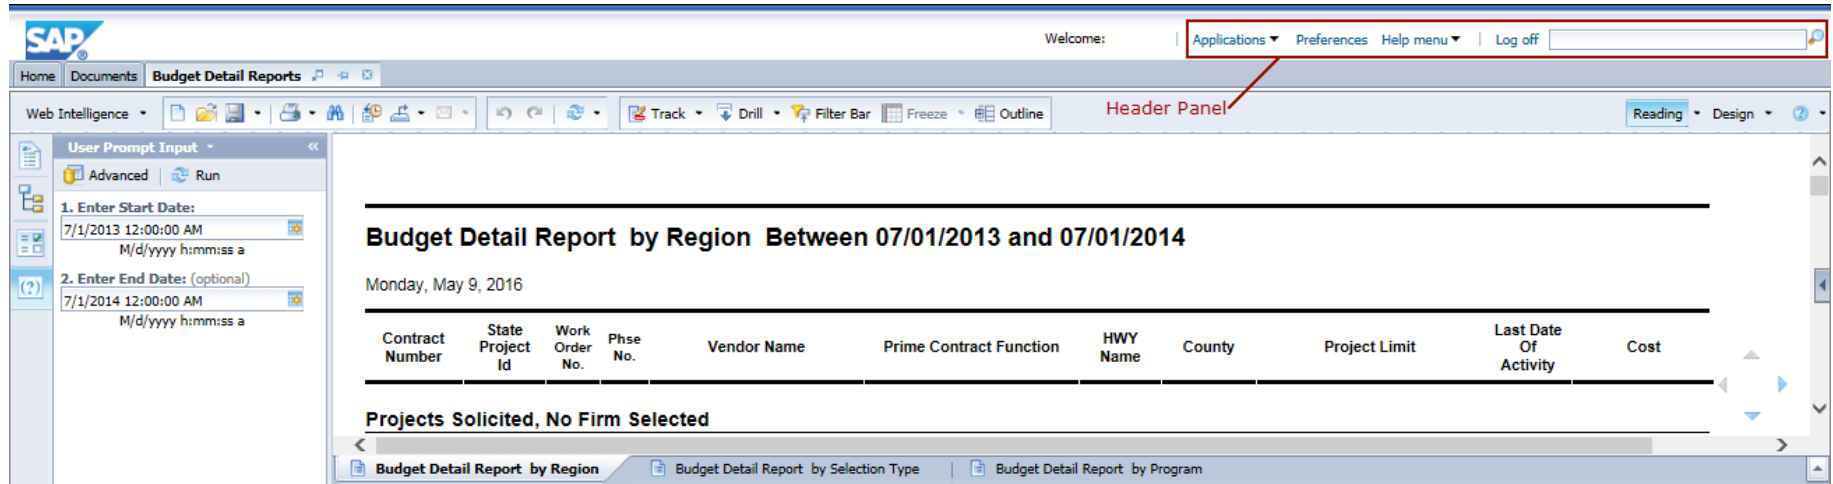 SAP ®
Welcome: | Applications Preferences Help menu | Log off
Home Documents Budget Detail Reports
Web Intelligence Track Drill Filter Bar Freeze Outline Header Panel Reading Design
User Prompt Input «
Advanced Run
1. Enter Start Date:
7/1/2013 12:00:00 AM
M/d/yyyy h:mm:ss a
2. Enter End Date: (optional)
7/1/2014 12:00:00 AM
M/d/yyyy h:mm:ss a
Budget Detail Report by Region Between 07/01/2013 and 07/01/2014
Monday, May 9, 2016
Contract Number
State Project Id
Work Order No.
Phse No.
Vendor Name
Prime Contract Function
HWY Name
County
Project Limit
Last Date Of Activity
Cost
Projects Solicited, No Firm Selected
Budget Detail Report by Region Budget Detail Report by Selection Type | Budget Detail Report by Program